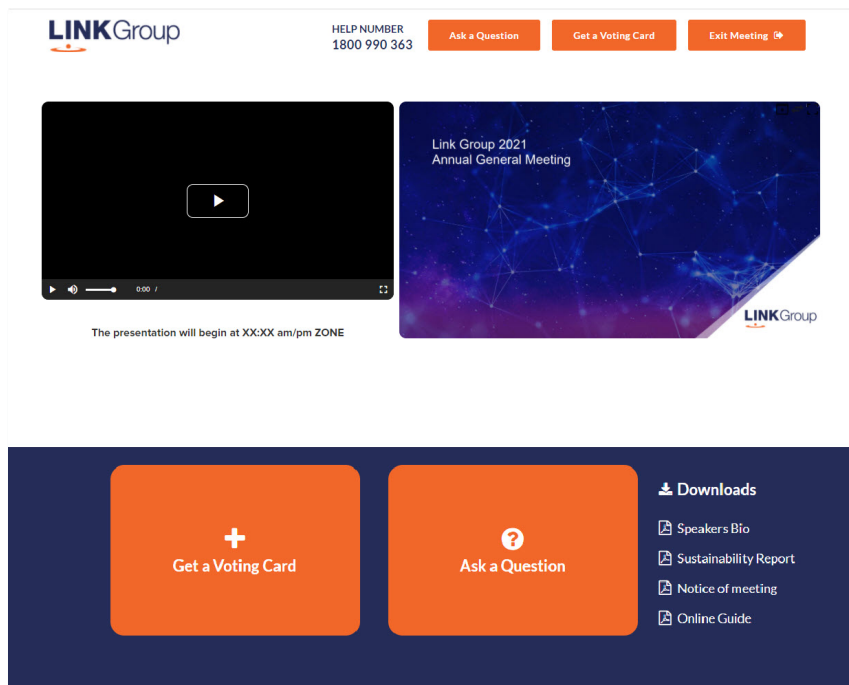 LINKGroup
HELP NUMBER
1800 990 363
Ask a Question
Get a Voting Card
Exit Meeting
Link Group 2021
Annual General Meeting
LINKGroup
0:00 /
The presentation will begin at XX:XX am/pm ZONE
Get a Voting Card
Ask a Question
Downloads
Speakers Bio
Sustainability Report
Notice of meeting
Online Guide